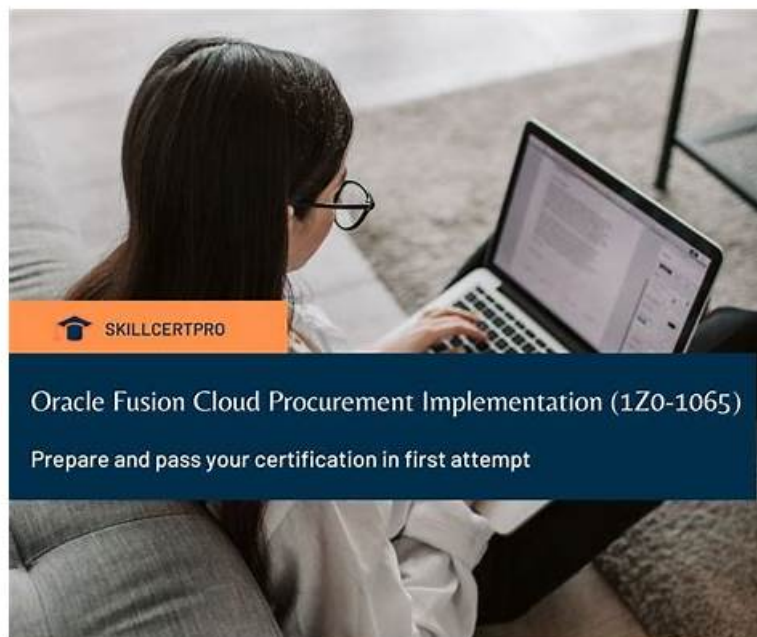 SKILLCERTPRO
Oracle Fusion Cloud Procurement Implementation (1Z0-1065)
Prepare and pass your certification in first attempt